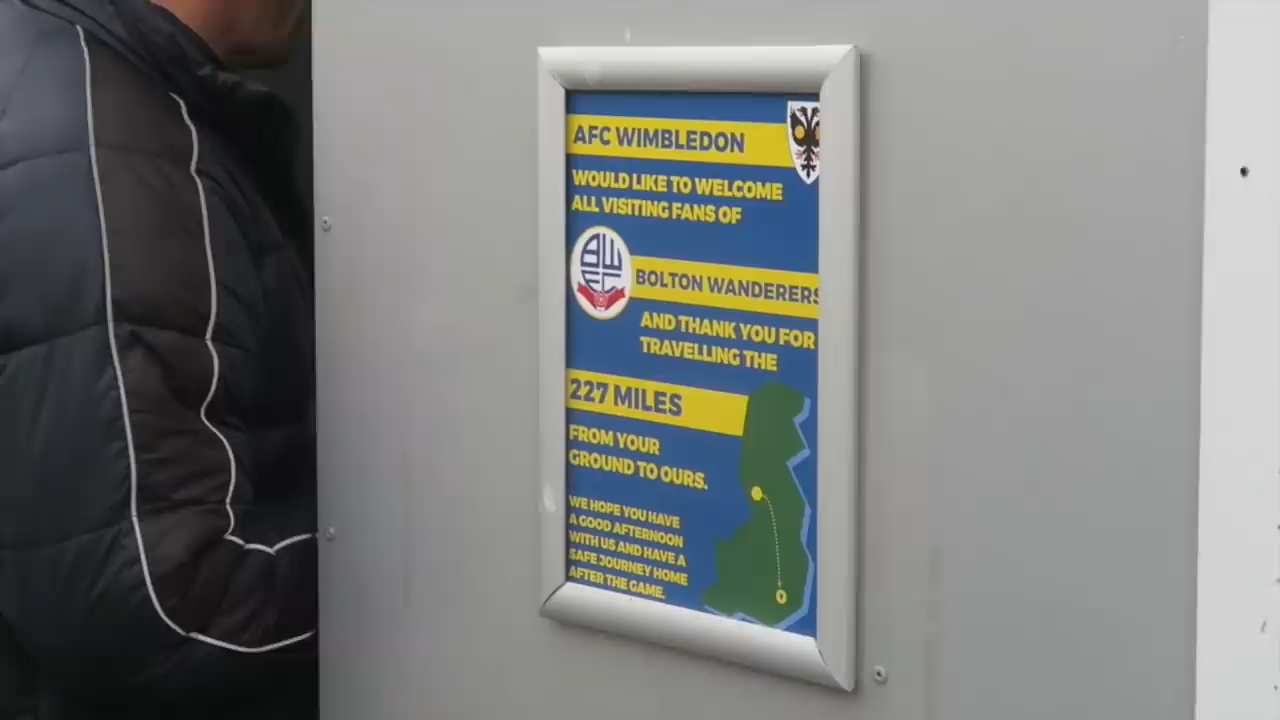 AFC WIMBLEDON
WOULD LIKE TO WELCOME
ALL VISITING FANS OF
BWFC
BOLTON WANDERERS
AND THANK YOU FOR
TRAVELLING THE
227 MILES
FROM YOUR
GROUND TO OURS.
WE HOPE YOU HAVE
A GOOD AFTERNOON
WITH US AND HAVE A
SAFE JOURNEY HOME
AFTER THE GAME.